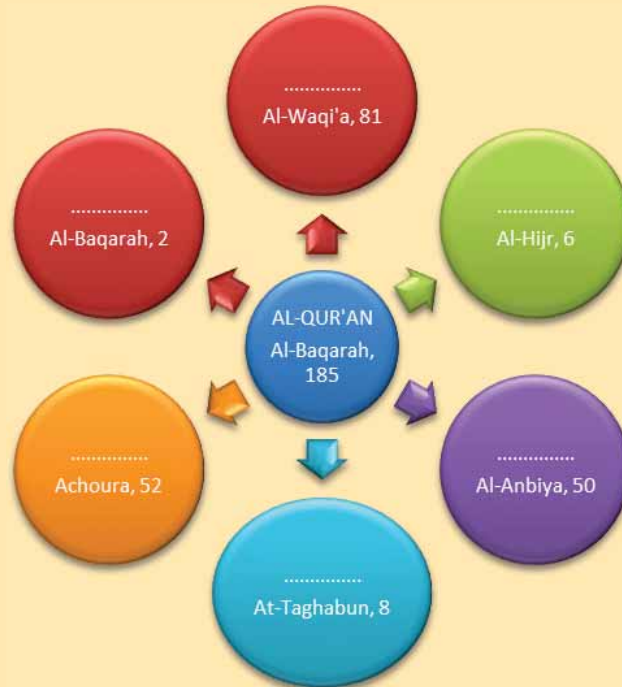 ...............
Al-Waqi'a, 81
...............
Al-Baqarah, 2
...............
Al-Hijr, 6
AL-QUR'AN
Al-Baqarah,
185
...............
Achoura, 52
...............
Al-Anbiya, 50
...............
At-Taghabun, 8